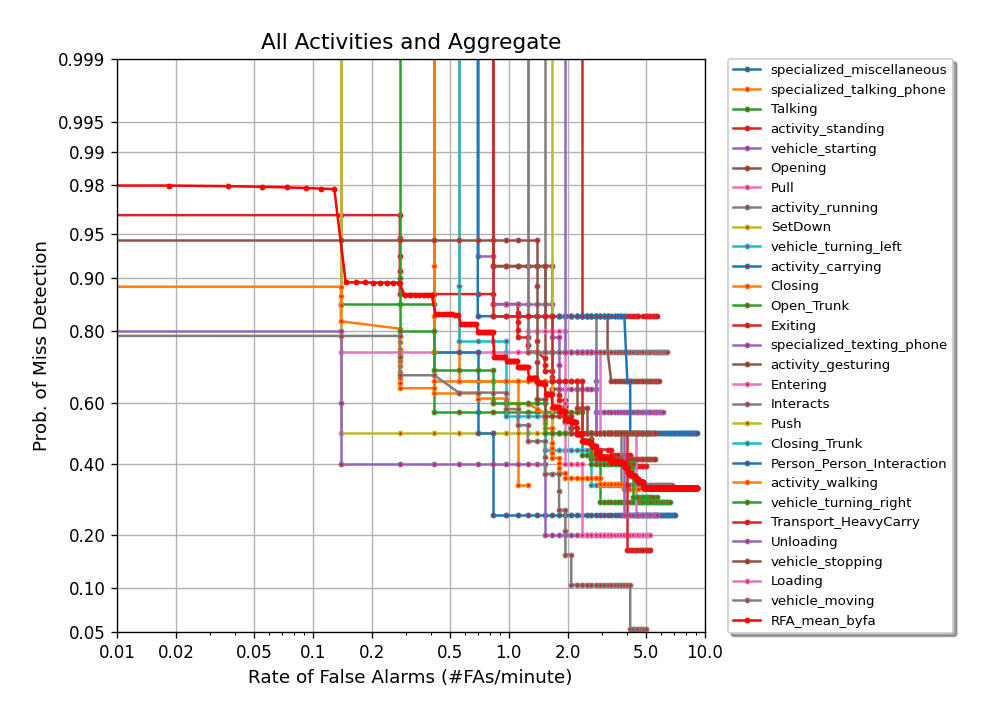 All Activities and Aggregate
0.999
0.995
0.99
0.98
0.95
0.90
0.80
0.60
0.40
0.20
0.10
0.05
Prob. of Miss Detection
0.01 0.02 0.05 0.1 0.2 0.5 1.0 2.0 5.0 10.0
Rate of False Alarms (#FAs/minute)
specialized_miscellaneous
specialized_talking_phone
Talking
activity_standing
vehicle_starting
Opening
Pull
activity_running
SetDown
vehicle_turning_left
activity_carrying
Closing
Open_Trunk
Exiting
specialized_texting_phone
activity_gesturing
Entering
Interacts
Push
Closing_Trunk
Person_Person_Interaction
activity_walking
vehicle_turning_right
Transport_HeavyCarry
Unloading
vehicle_stopping
Loading
vehicle_moving
RFA_mean_byfa